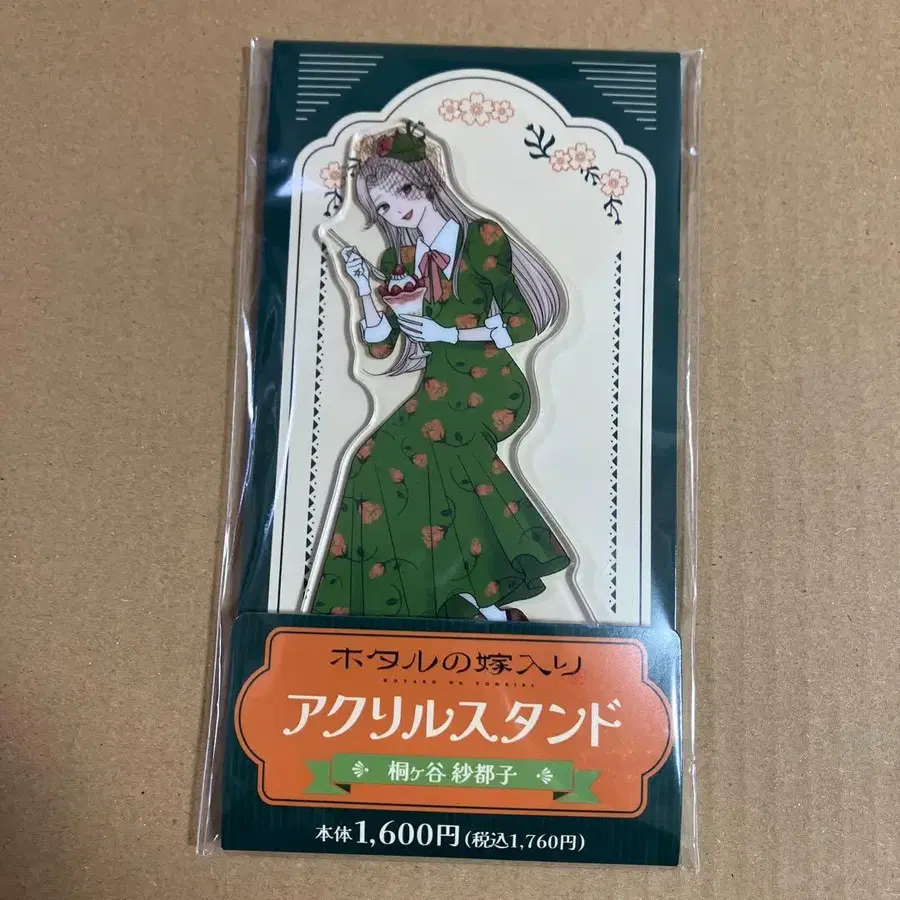 ホタルの嫁入り
HOTARU NO YOMEIRI
アクリルスタンド
桐ヶ谷 紗都子
本体1,600円(税込1,760円)